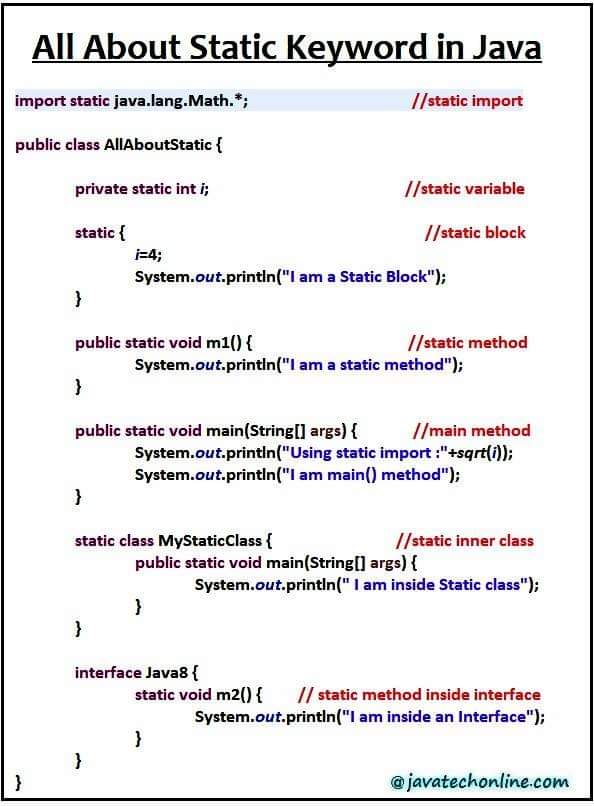 All About Static Keyword in Java
import static java.lang.Math.*; //static import
public class AllAboutStatic {
private static int i; //static variable
static { //static block
i=4;
System.out.println("I am a Static Block");
}
public static void m1() { //static method
System.out.println("I am a static method");
}
public static void main(String[] args) { //main method
System.out.println("Using static import :"+sqrt(i));
System.out.println("I am main() method");
}
static class MyStaticClass { //static inner class
public static void main(String[] args) {
System.out.println(" I am inside Static class");
}
}
interface Java8 {
static void m2() { // static method inside interface
System.out.println("I am inside an Interface");
}
}
}
@javatechonline.com